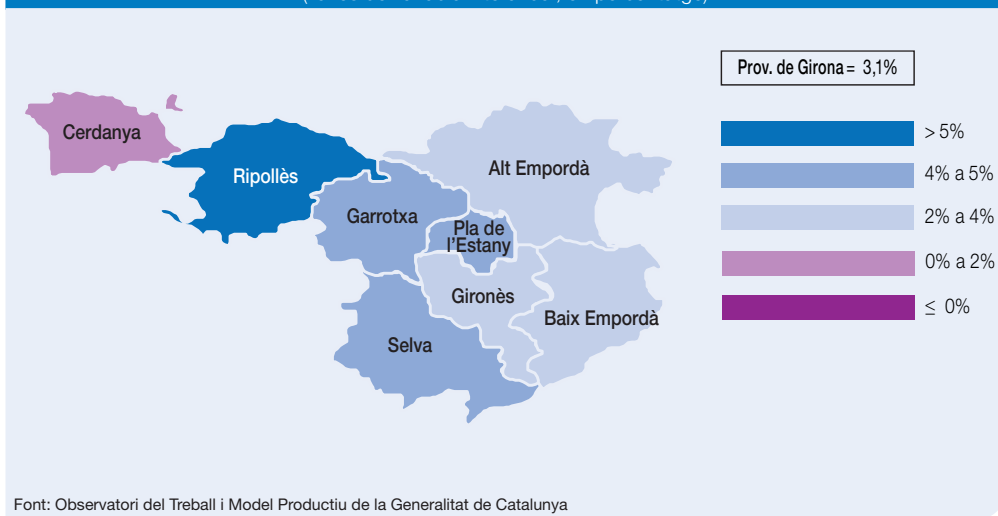 Prov. de Girona = 3,1%
Cerdanya
Ripollès
Alt Empordà
Garrotxa
Pla de
l'Estany
Gironès
Baix Empordà
Selva
> 5%
4% a 5%
2% a 4%
0% a 2%
≤ 0%
Font: Observatori del Treball i Model Productiu de la Generalitat de Catalunya